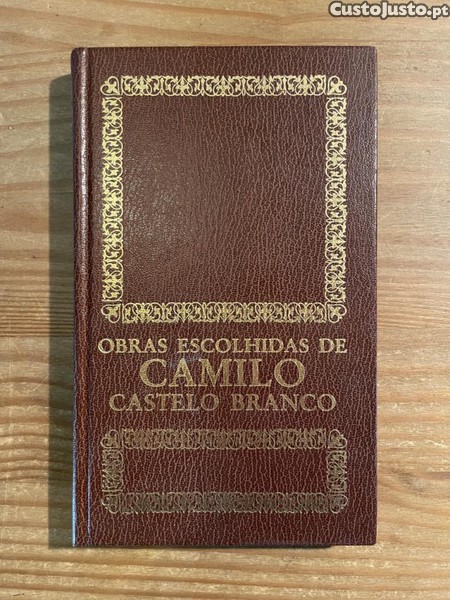 CustoJusto.pt
OBRAS ESCOLHIDAS DE
CAMILO
CASTELO BRANCO